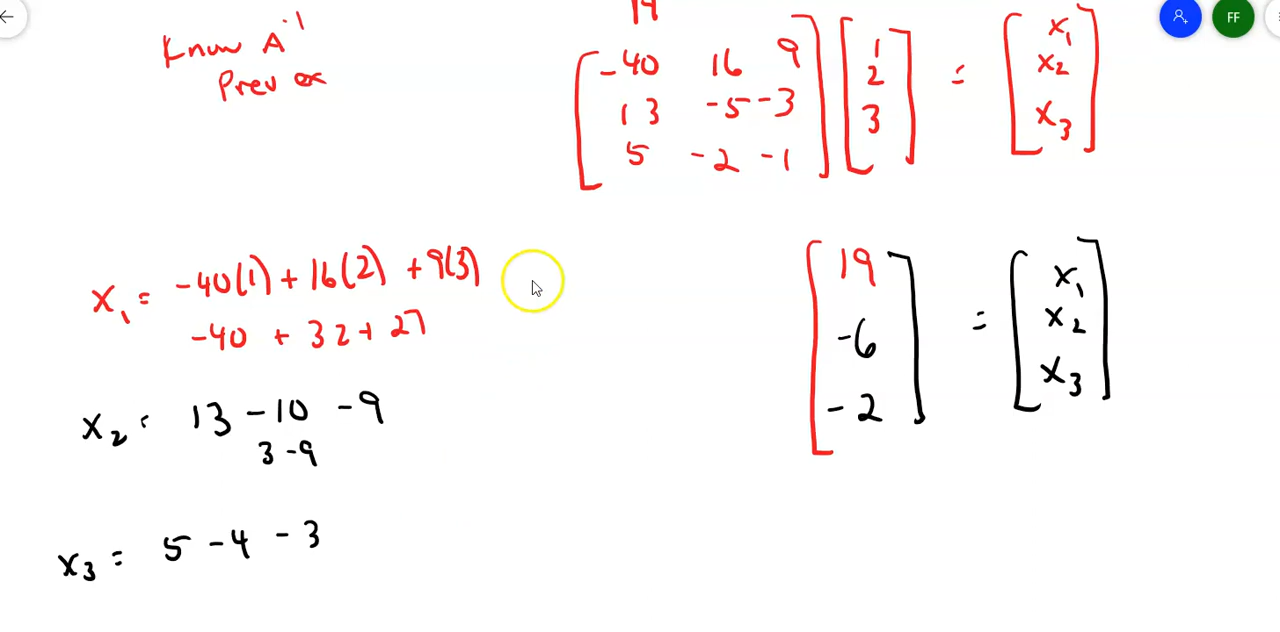 Know A⁻¹
Prev ex
[ -40 16 9 ] [ 1 ] = [ x₁ ]
[ 13 -5 -3 ] [ 2 ] [ x₂ ]
[ 5 -2 -1 ] [ 3 ] [ x₃ ]
x₁ = -40(1) + 16(2) + 9(3)
-40 + 32 + 27
x₂ = 13 - 10 - 9
3 - 9
x₃ = 5 - 4 - 3
[ 19 ] = [ x₁ ]
[ -6 ] [ x₂ ]
[ -2 ] [ x₃ ]
FF